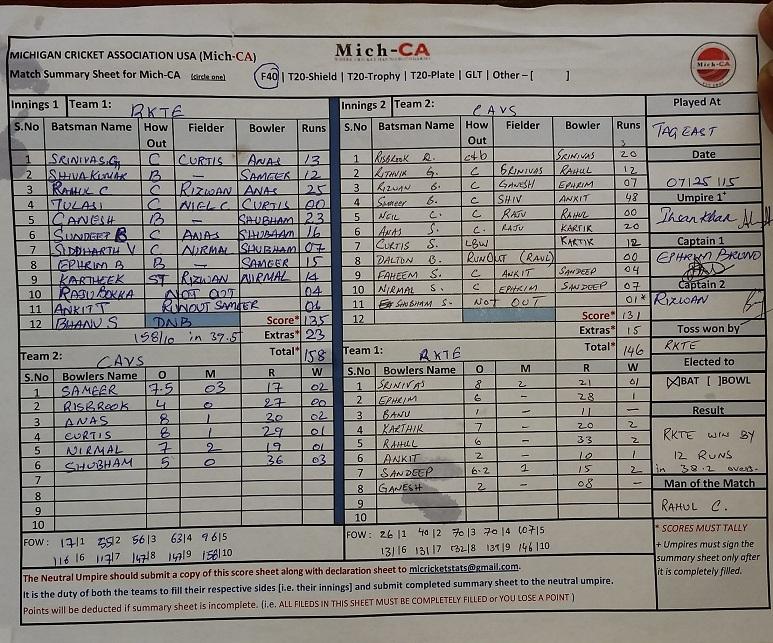 Mich-CA
MICHIGAN CRICKET ASSOCIATION USA (Mich-CA)
Match Summary Sheet for Mich-CA (circle one) F40 | T20-Shield | T20-Trophy | T20-Plate | GLT | Other – [ ]
Mich-CA
Innings 1 Team 1: RKTE
S.No Batsman Name How Out Fielder Bowler Runs
1 SRINIVAS.G C CURTIS ANAS 13
2 SHIVAKUMAR B — SAMEER 12
3 RAHUL C C RIZWAN ANAS 25
4 TULASI C NIEL C CURTIS 00
5 GANESH B — SHUBHAM 23
6 SUNDEEP B C ANAS SHUBHAM 16
7 SIDDHARTH V C NIRMAL SHUBHAM 07
8 EPHRIM B B — SAMEER 15
9 KARTHEEK ST RIZWAN NIRMAL 14
10 RAJU BOKKA NOT OUT 04
11 ANKIT T RUNOUT SAMEER 06
12 BHANU S DNB Score* 135
158/10 in 37.5 Extras* 23
Total* 158
Innings 2 Team 2: CAVS
S.No Batsman Name How Out Fielder Bowler Runs
1 RISBROOK R. c&b SRINIVAS 20
2 RITHVIK G. C SRINIVAS RAHUL 12
3 RIZWAN C GANESH EPHRIM 07
4 SAMEER C SHIV ANKIT 48
5 NEIL C. C RAJU RAHUL 00
6 ANAS S. C. RAJU KARTIK 20
7 CURTIS S. LBW KARTIK 12
8 DALTON B. RUNOUT (RAUL) 00
9 FAHEEM S. C ANKIT SANDEEP 04
10 NIRMAL S. C EPHRIM SANDEEP 07
11 SHUBHAM S. NOT OUT 01*
12 Score* 131
Extras* 15
Total* 146
Team 2: CAVS
S.No Bowlers Name O M R W
1 SAMEER 7.5 03 17 02
2 RISBROOK 4 0 27 00
3 ANAS 8 1 30 02
4 CURTIS 8 1 29 01
5 NIRMAL 7 2 19 01
6 SHUBHAM 5 0 36 03
7
8
9
10
FOW : 17|1 55|2 56|3 63|4 96|5
116|6 117|7 147|8 147|9 158|10
Team 1: RKTE
S.No Bowlers Name O M R W
1 SRINIVAS 8 2 21 01
2 EPHRIM 6 – 28 1
3 BANU 1 – 11 —
4 KARTHIK 7 – 20 2
5 RAHUL 6 – 33 2
6 ANKIT 2 – 10 1
7 SANDEEP 6.2 1 15 2
8 GANESH 2 – 08 –
9
10
FOW : 26|1 40|2 70|3 70|4 107|5
131|6 131|7 132|8 139|9 146|10
Played At
TAG EAST
Date
07|25|15
Umpire 1*
Ihsan Khan
Captain 1
EPHRIM BRUNO
Captain 2
RIZWAN
Toss won by
RKTE
Elected to
[X]BAT [ ]BOWL
Result
RKTE WIN BY
12 RUNS
in 38.2 overs.
Man of the Match
RAHUL C.
* SCORES MUST TALLY
+ Umpires must sign the
summary sheet only after
it is completely filled.
The Neutral Umpire should submit a copy of this score sheet along with declaration sheet to micricketstats@gmail.com.
It is the duty of both the teams to fill their respective sides [i.e. their innings] and submit completed summary sheet to the neutral umpire.
Points will be deducted if summary sheet is incomplete. (i.e. ALL FILEDS IN THIS SHEET MUST BE COMPLETELY FILLED or YOU LOSE A POINT )